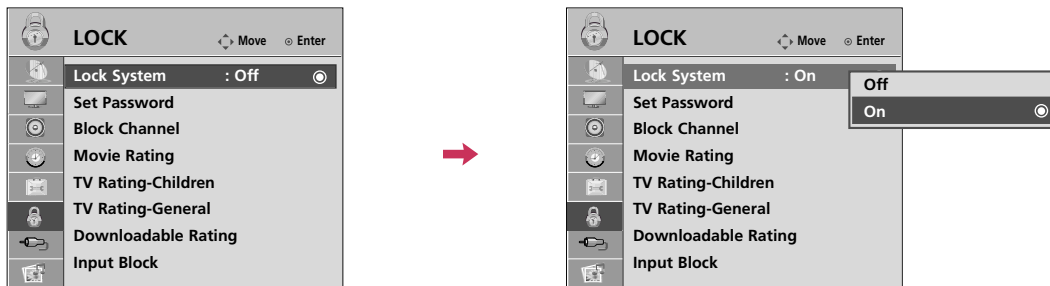 LOCK
Move Enter
Lock System : Off
Set Password
Block Channel
Movie Rating
TV Rating-Children
TV Rating-General
Downloadable Rating
Input Block
LOCK
Move Enter
Lock System : On
Off
On
Set Password
Block Channel
Movie Rating
TV Rating-Children
TV Rating-General
Downloadable Rating
Input Block